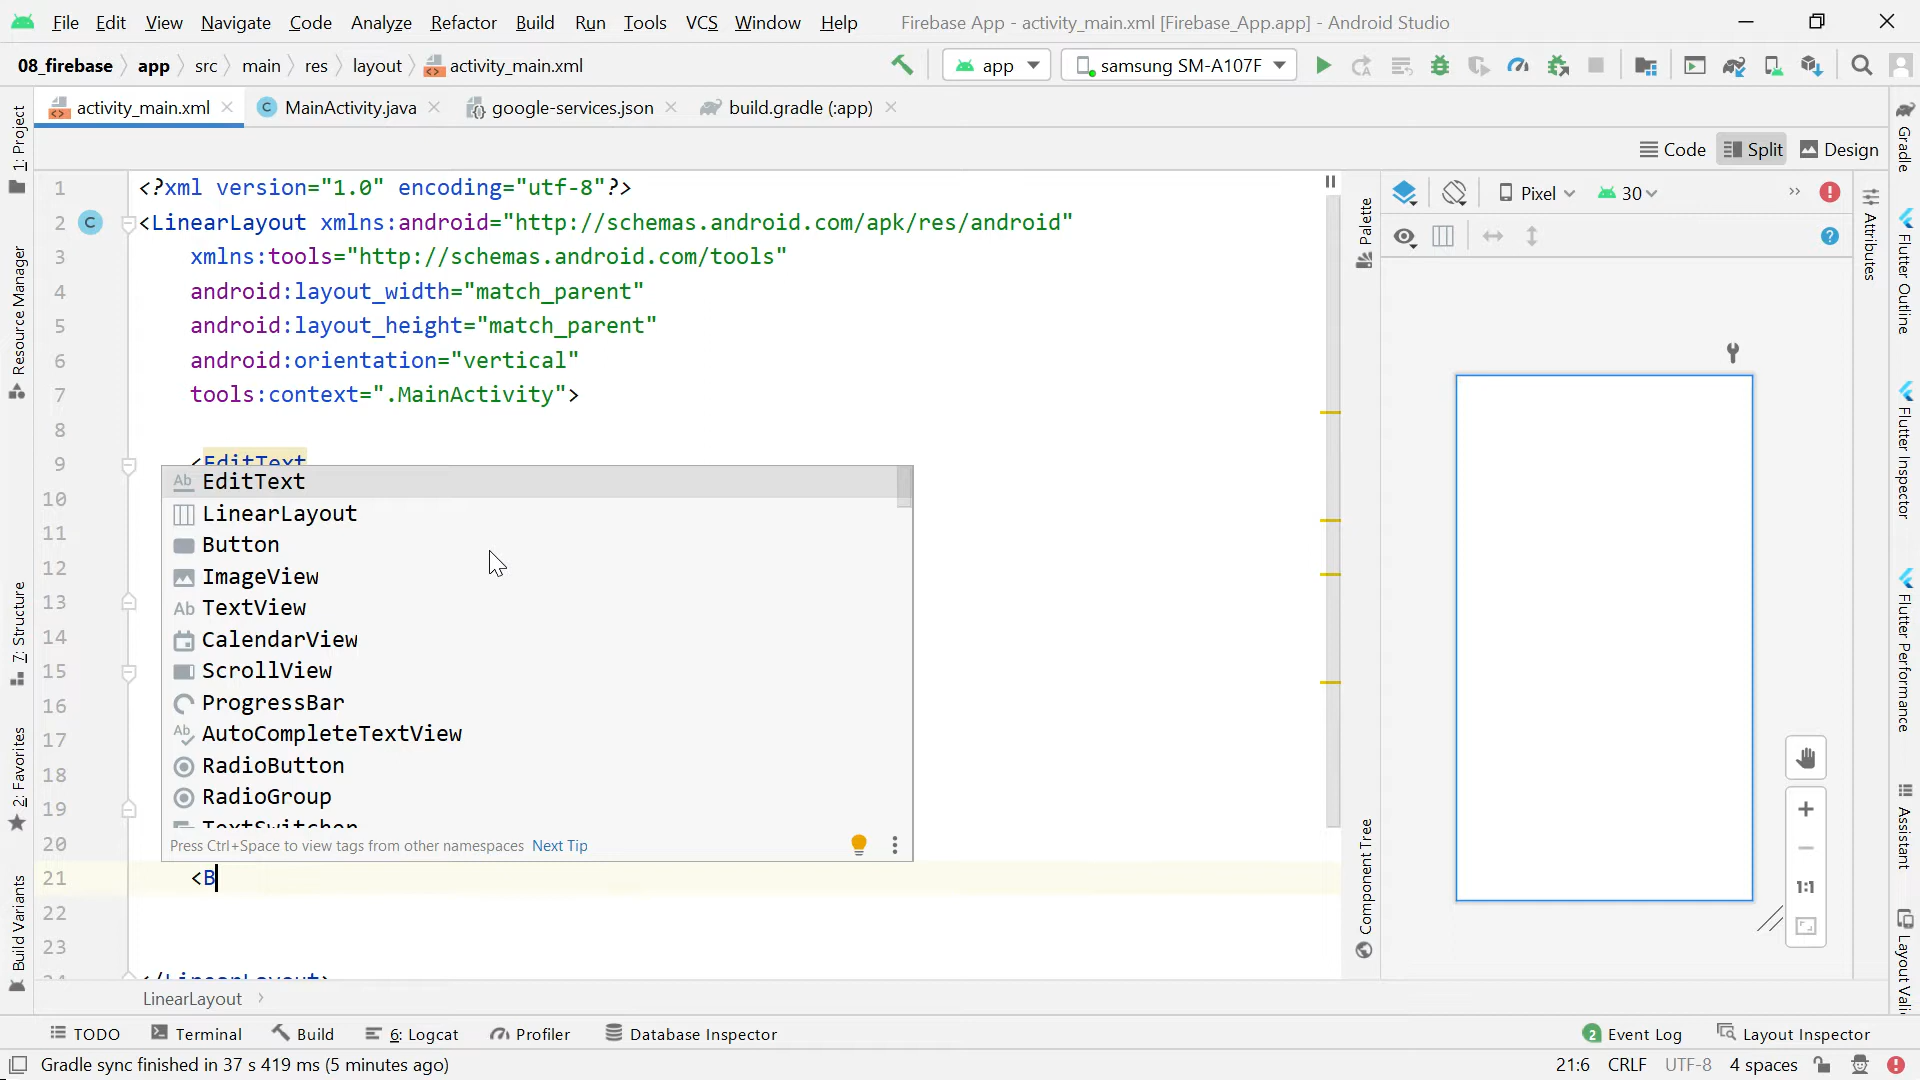 File Edit View Navigate Code Analyze Refactor Build Run Tools VCS Window Help Firebase App - activity_main.xml [Firebase_App.app] - Android Studio
08_firebase app src main res layout activity_main.xml app samsung SM-A107F
activity_main.xml MainActivity.java google-services.json build.gradle (:app)
Code Split Design
1 <?xml version="1.0" encoding="utf-8"?>
2 <LinearLayout xmlns:android="http://schemas.android.com/apk/res/android"
3 xmlns:tools="http://schemas.android.com/tools"
4 android:layout_width="match_parent"
5 android:layout_height="match_parent"
6 android:orientation="vertical"
7 tools:context=".MainActivity">
8
9 <EditText
10
11
12
13
14
15
16
17
18
19
20
21 <B
22
23
</LinearLayout>
EditText
LinearLayout
Button
ImageView
TextView
CalendarView
ScrollView
ProgressBar
AutoCompleteTextView
RadioButton
RadioGroup
TextSwitcher
Press Ctrl+Space to view tags from other namespaces Next Tip
Pixel 30
1:1
Palette
Component Tree
Attributes
1: Project
Resource Manager
7: Structure
2: Favorites
Build Variants
Gradle
Flutter Outline
Flutter Inspector
Flutter Performance
Assistant
LinearLayout
TODO Terminal Build 6: Logcat Profiler Database Inspector 2 Event Log Layout Inspector
Gradle sync finished in 37 s 419 ms (5 minutes ago) 21:6 CRLF UTF-8 4 spaces